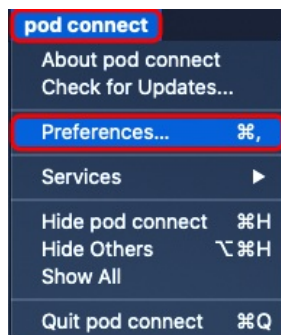 pod connect
About pod connect
Check for Updates...
Preferences... ⌘,
Services ▶
Hide pod connect ⌘H
Hide Others ⌥⌘H
Show All
Quit pod connect ⌘Q